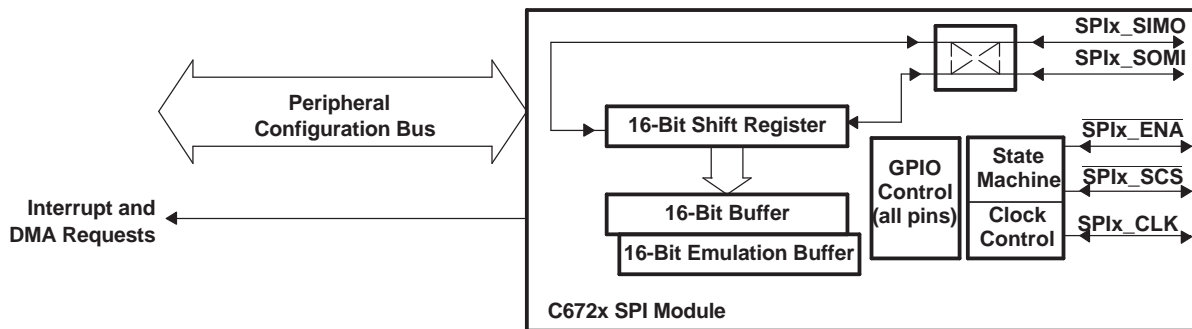 SPIx_SIMO
SPIx_SOMI
Peripheral
Configuration Bus
16-Bit Shift Register
SPIx_ENA
GPIO
Control
(all pins)
State
Machine
SPIx_SCS
Interrupt and
DMA Requests
16-Bit Buffer
Clock
Control
SPIx_CLK
16-Bit Emulation Buffer
C672x SPI Module